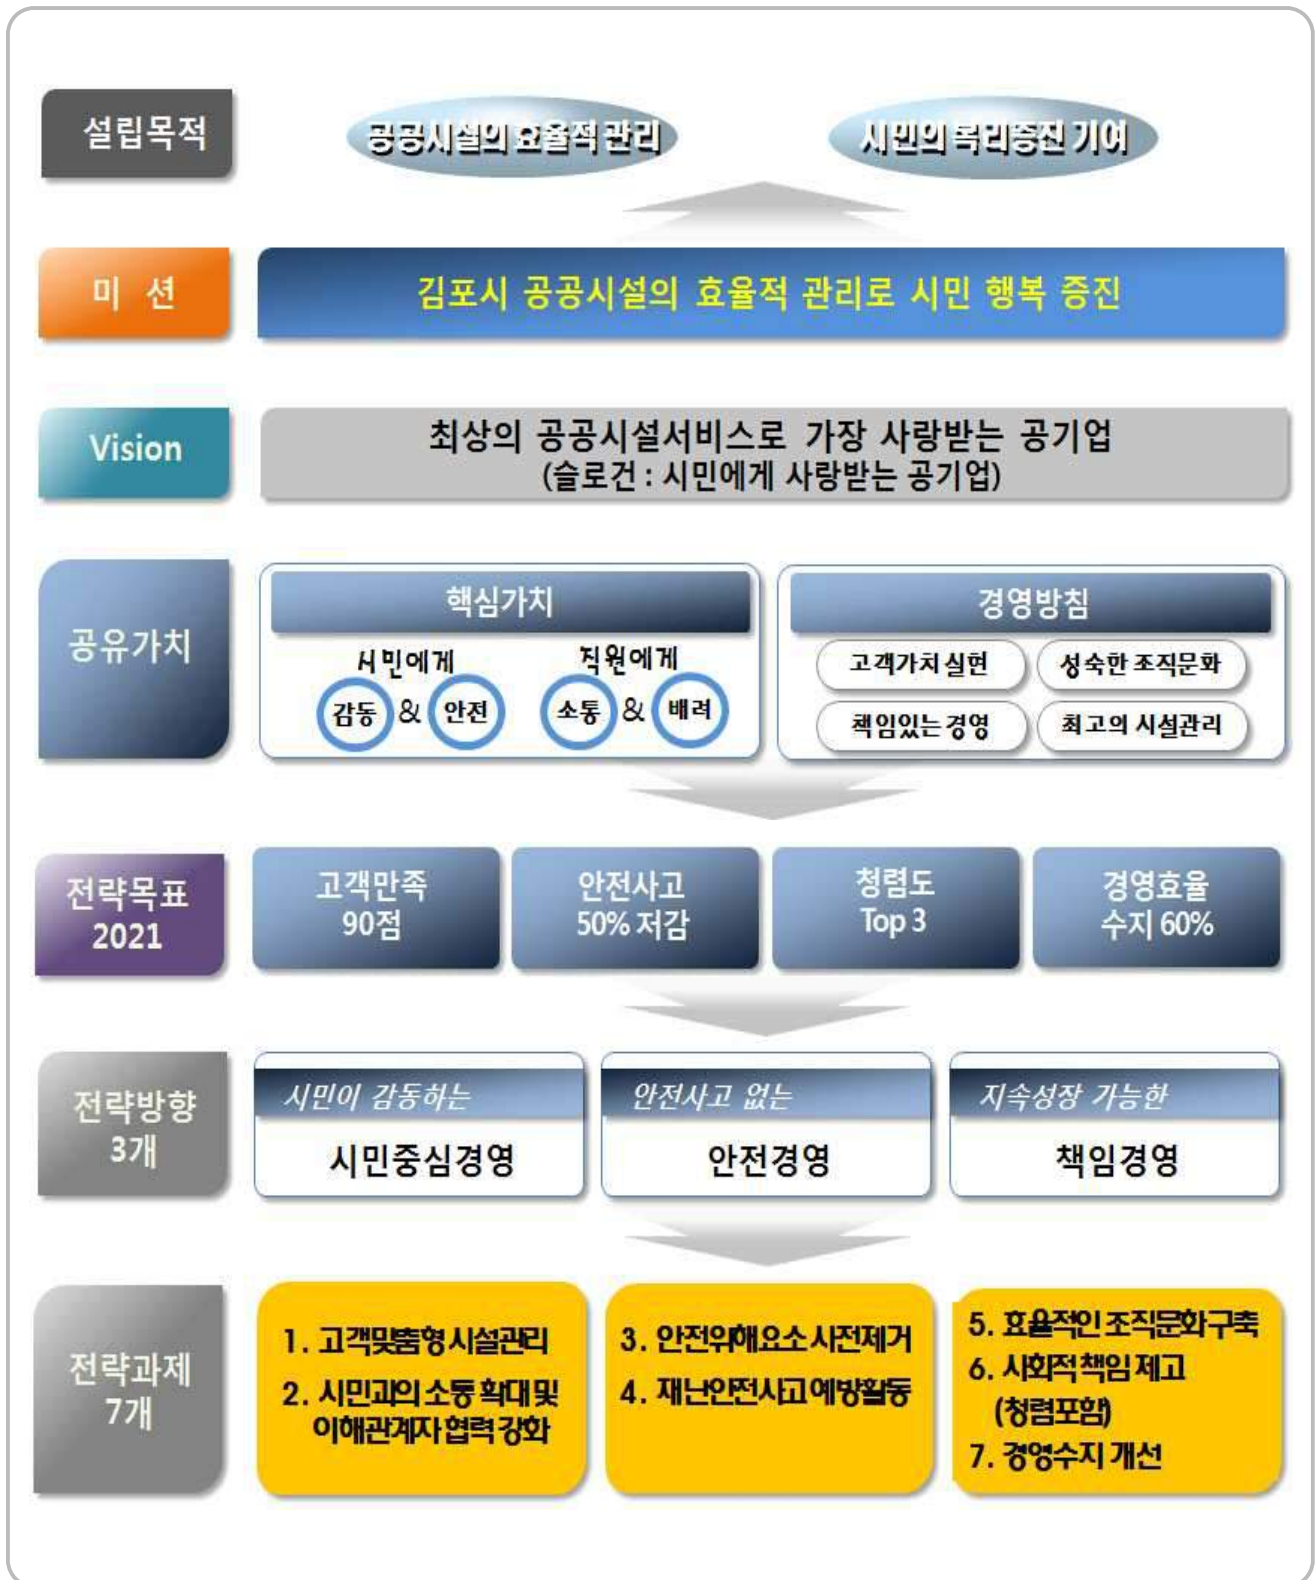 설립목적
공공시설의 효율적 관리
시민의 복리증진 기여
미 션
김포시 공공시설의 효율적 관리로 시민 행복 증진
Vision
최상의 공공시설서비스로 가장 사랑받는 공기업
(슬로건 : 시민에게 사랑받는 공기업)
공유가치
핵심가치
시민에게
감동 & 안전
직원에게
소통 & 배려
경영방침
고객가치 실현
성숙한 조직문화
책임있는 경영
최고의 시설관리
전략목표
2021
고객만족
90점
안전사고
50% 저감
청렴도
Top 3
경영효율
수지 60%
전략방향
3개
시민이 감동하는
시민중심경영
안전사고 없는
안전경영
지속성장 가능한
책임경영
전략과제
7개
1. 고객맞춤형 시설관리
2. 시민과의 소통 확대 및
이해관계자 협력 강화
3. 안전위해요소 사전제거
4. 재난안전사고 예방활동
5. 효율적인 조직문화 구축
6. 사회적 책임 제고
(청렴포함)
7. 경영수지 개선